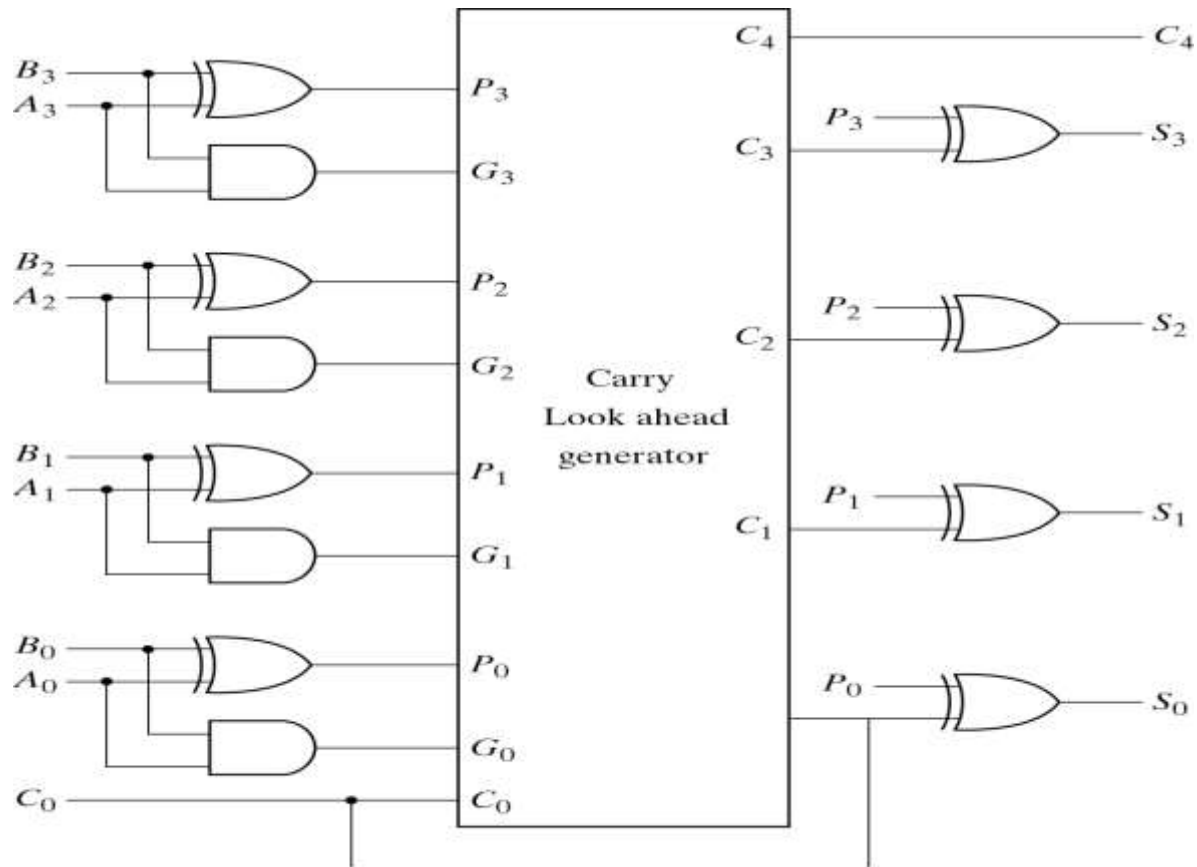 C₄ C₄
B₃
A₃ P₃ P₃ S₃
C₃
G₃
B₂
A₂ P₂ P₂ S₂
C₂
G₂
Carry
Look ahead
generator
B₁
A₁ P₁ P₁ S₁
C₁
G₁
B₀
A₀ P₀ P₀ S₀
G₀
C₀ C₀